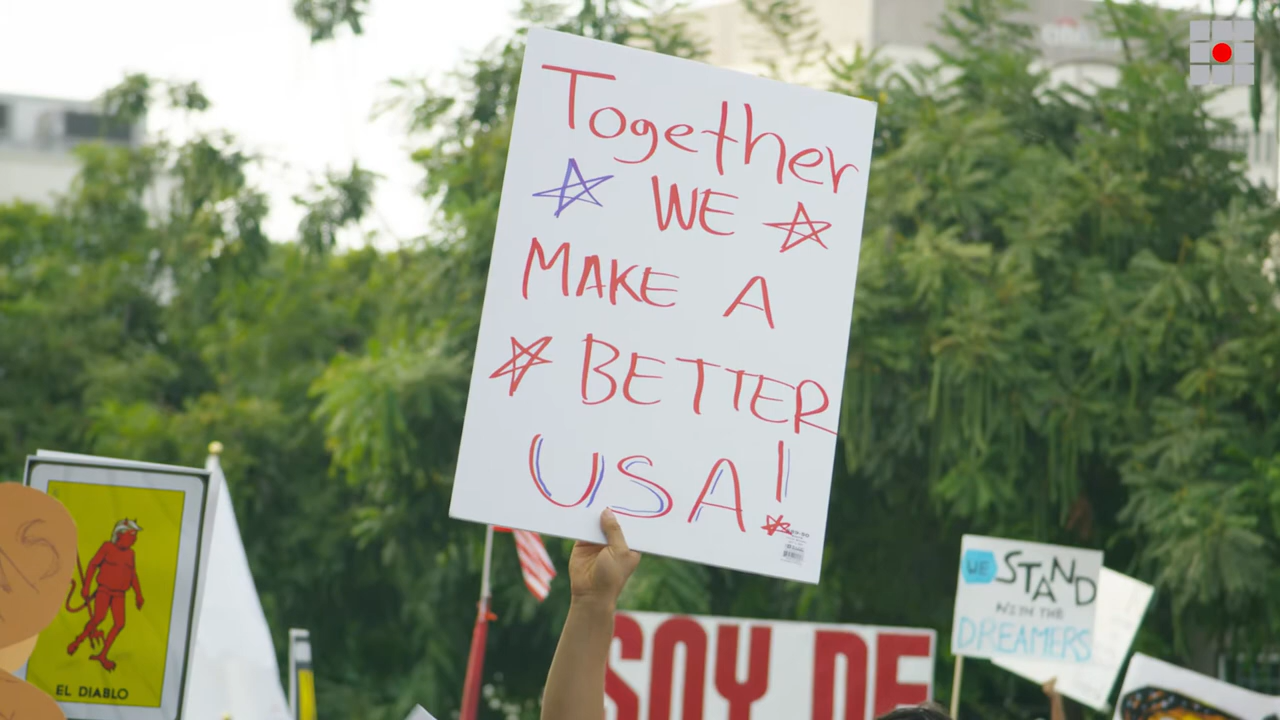 Together
WE
MAKE A
BETTER
USA!
EL DIABLO
SOY DE
WE STAND
WITH THE
DREAMERS